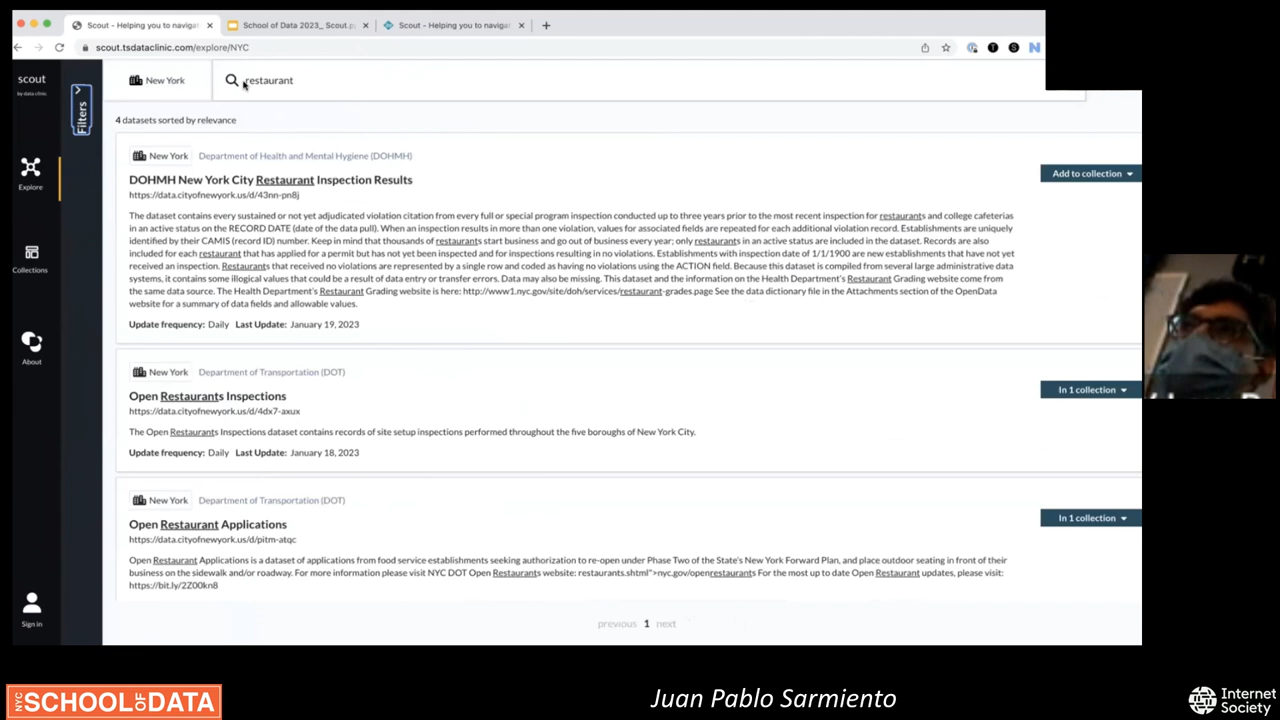 Scout - Helping you to navigat
School of Data 2023_ Scout.p
Scout - Helping you to navigat
scout.tsdataclinic.com/explore/NYC
scout
by data clinic
Filters
New York
restaurant
4 datasets sorted by relevance
New York Department of Health and Mental Hygiene (DOHMH)
DOHMH New York City Restaurant Inspection Results
https://data.cityofnewyork.us/d/43nn-pn8j
Add to collection
The dataset contains every sustained or not yet adjudicated violation citation from every full or special program inspection conducted up to three years prior to the most recent inspection for restaurants and college cafeterias
in an active status on the RECORD DATE (date of the data pull). When an inspection results in more than one violation, values for associated fields are repeated for each additional violation record. Establishments are uniquely
identified by their CAMIS (record ID) number. Keep in mind that thousands of restaurants start business and go out of business every year; only restaurants in an active status are included in the dataset. Records are also
included for each restaurant that has applied for a permit but has not yet been inspected and for inspections resulting in no violations. Establishments with inspection date of 1/1/1900 are new establishments that have not yet
received an inspection. Restaurants that received no violations are represented by a single row and coded as having no violations using the ACTION field. Because this dataset is compiled from several large administrative data
systems, it contains some illogical values that could be a result of data entry or transfer errors. Data may also be missing. This dataset and the information on the Health Department's Restaurant Grading website come from
the same data source. The Health Department's Restaurant Grading website is here: http://www1.nyc.gov/site/doh/services/restaurant-grades.page See the data dictionary file in the Attachments section of the OpenData
website for a summary of data fields and allowable values.
Update frequency: Daily Last Update: January 19, 2023
New York Department of Transportation (DOT)
Open Restaurants Inspections
https://data.cityofnewyork.us/d/4dx7-axux
In 1 collection
The Open Restaurants Inspections dataset contains records of site setup inspections performed throughout the five boroughs of New York City.
Update frequency: Daily Last Update: January 18, 2023
New York Department of Transportation (DOT)
Open Restaurant Applications
https://data.cityofnewyork.us/d/pitm-atqc
In 1 collection
Open Restaurant Applications is a dataset of applications from food service establishments seeking authorization to re-open under Phase Two of the State's New York Forward Plan, and place outdoor seating in front of their
business on the sidewalk and/or roadway. For more information please visit NYC DOT Open Restaurants website: restaurants.shtml">nyc.gov/openrestaurants For the most up to date Open Restaurant updates, please visit:
https://bit.ly/2Z00kn8
previous 1 next
Explore
Collections
About
Sign in
NYC SCHOOL OF DATA
Juan Pablo Sarmiento
Internet
Society